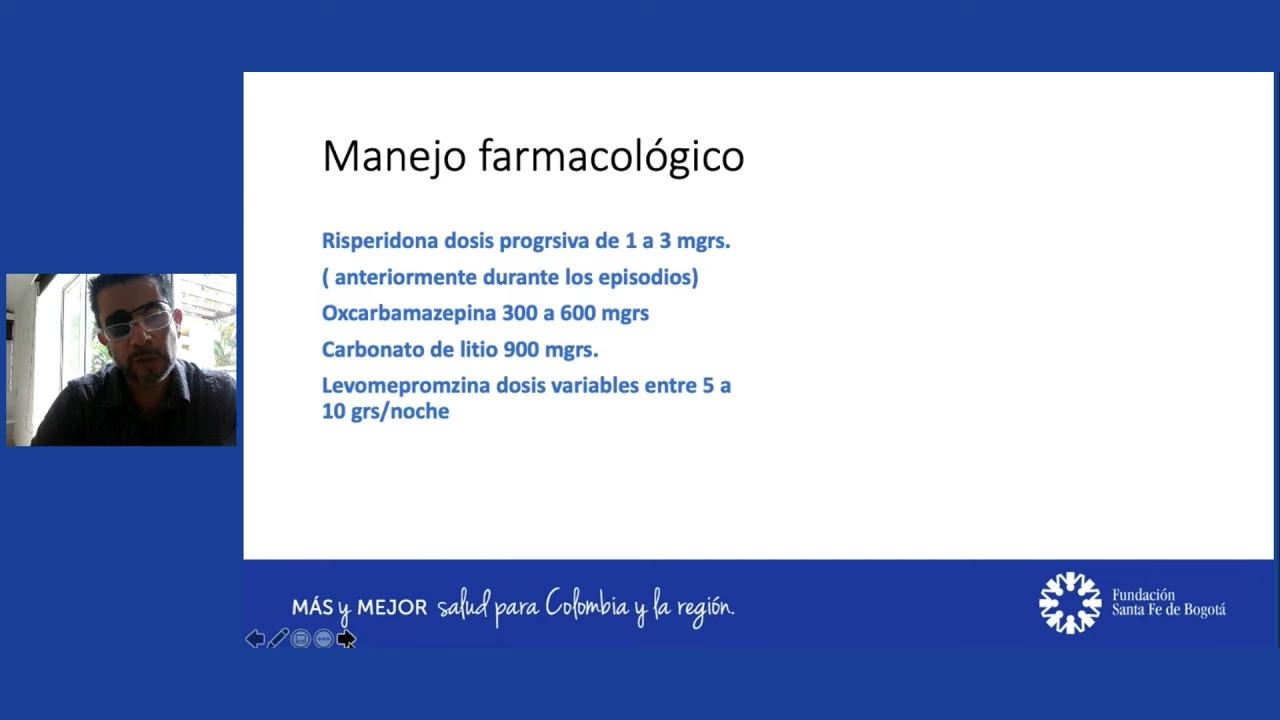 Manejo farmacológico
Risperidona dosis progrsiva de 1 a 3 mgrs.
( anteriormente durante los episodios)
Oxcarbamazepina 300 a 600 mgrs
Carbonato de litio 900 mgrs.
Levomepromzina dosis variables entre 5 a
10 grs/noche
MÁS y MEJOR salud para Colombia y la región.
Fundación
Santa Fe de Bogotá